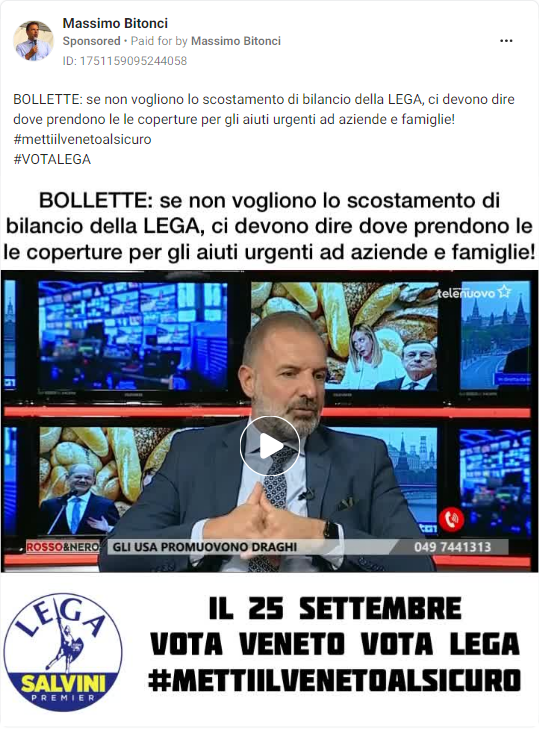 Massimo Bitonci
Sponsored • Paid for by Massimo Bitonci
ID: 1751159095244058
BOLLETTE: se non vogliono lo scostamento di bilancio della LEGA, ci devono dire
dove prendono le le coperture per gli aiuti urgenti ad aziende e famiglie!
#mettiilvenetoalsicuro
#VOTALEGA
BOLLETTE: se non vogliono lo scostamento di
bilancio della LEGA, ci devono dire dove prendono le
le coperture per gli aiuti urgenti ad aziende e famiglie!
telenuovo
ROSSO&NERO GLI USA PROMUOVONO DRAGHI 049 7441313
LEGA
SALVINI
PREMIER
IL 25 SETTEMBRE
VOTA VENETO VOTA LEGA
#METTIILVENETOALSICURO